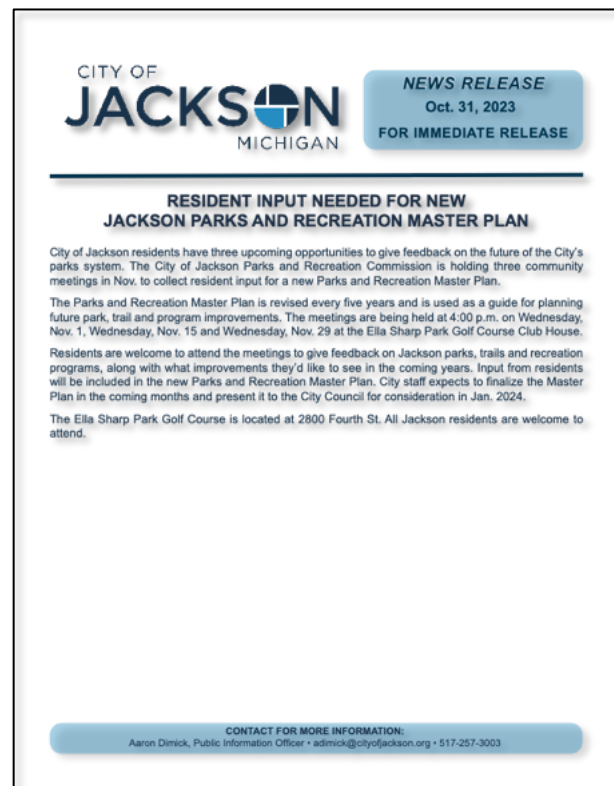 CITY OF
JACKSON
MICHIGAN
NEWS RELEASE
Oct. 31, 2023
FOR IMMEDIATE RELEASE
RESIDENT INPUT NEEDED FOR NEW
JACKSON PARKS AND RECREATION MASTER PLAN
City of Jackson residents have three upcoming opportunities to give feedback on the future of the City's
parks system. The City of Jackson Parks and Recreation Commission is holding three community
meetings in Nov. to collect resident input for a new Parks and Recreation Master Plan.
The Parks and Recreation Master Plan is revised every five years and is used as a guide for planning
future park, trail and program improvements. The meetings are being held at 4:00 p.m. on Wednesday,
Nov. 1, Wednesday, Nov. 15 and Wednesday, Nov. 29 at the Ella Sharp Park Golf Course Club House.
Residents are welcome to attend the meetings to give feedback on Jackson parks, trails and recreation
programs, along with what improvements they'd like to see in the coming years. Input from residents
will be included in the new Parks and Recreation Master Plan. City staff expects to finalize the Master
Plan in the coming months and present it to the City Council for consideration in Jan. 2024.
The Ella Sharp Park Golf Course is located at 2800 Fourth St. All Jackson residents are welcome to
attend.
CONTACT FOR MORE INFORMATION:
Aaron Dimick, Public Information Officer • adimick@cityofjackson.org • 517-257-3003